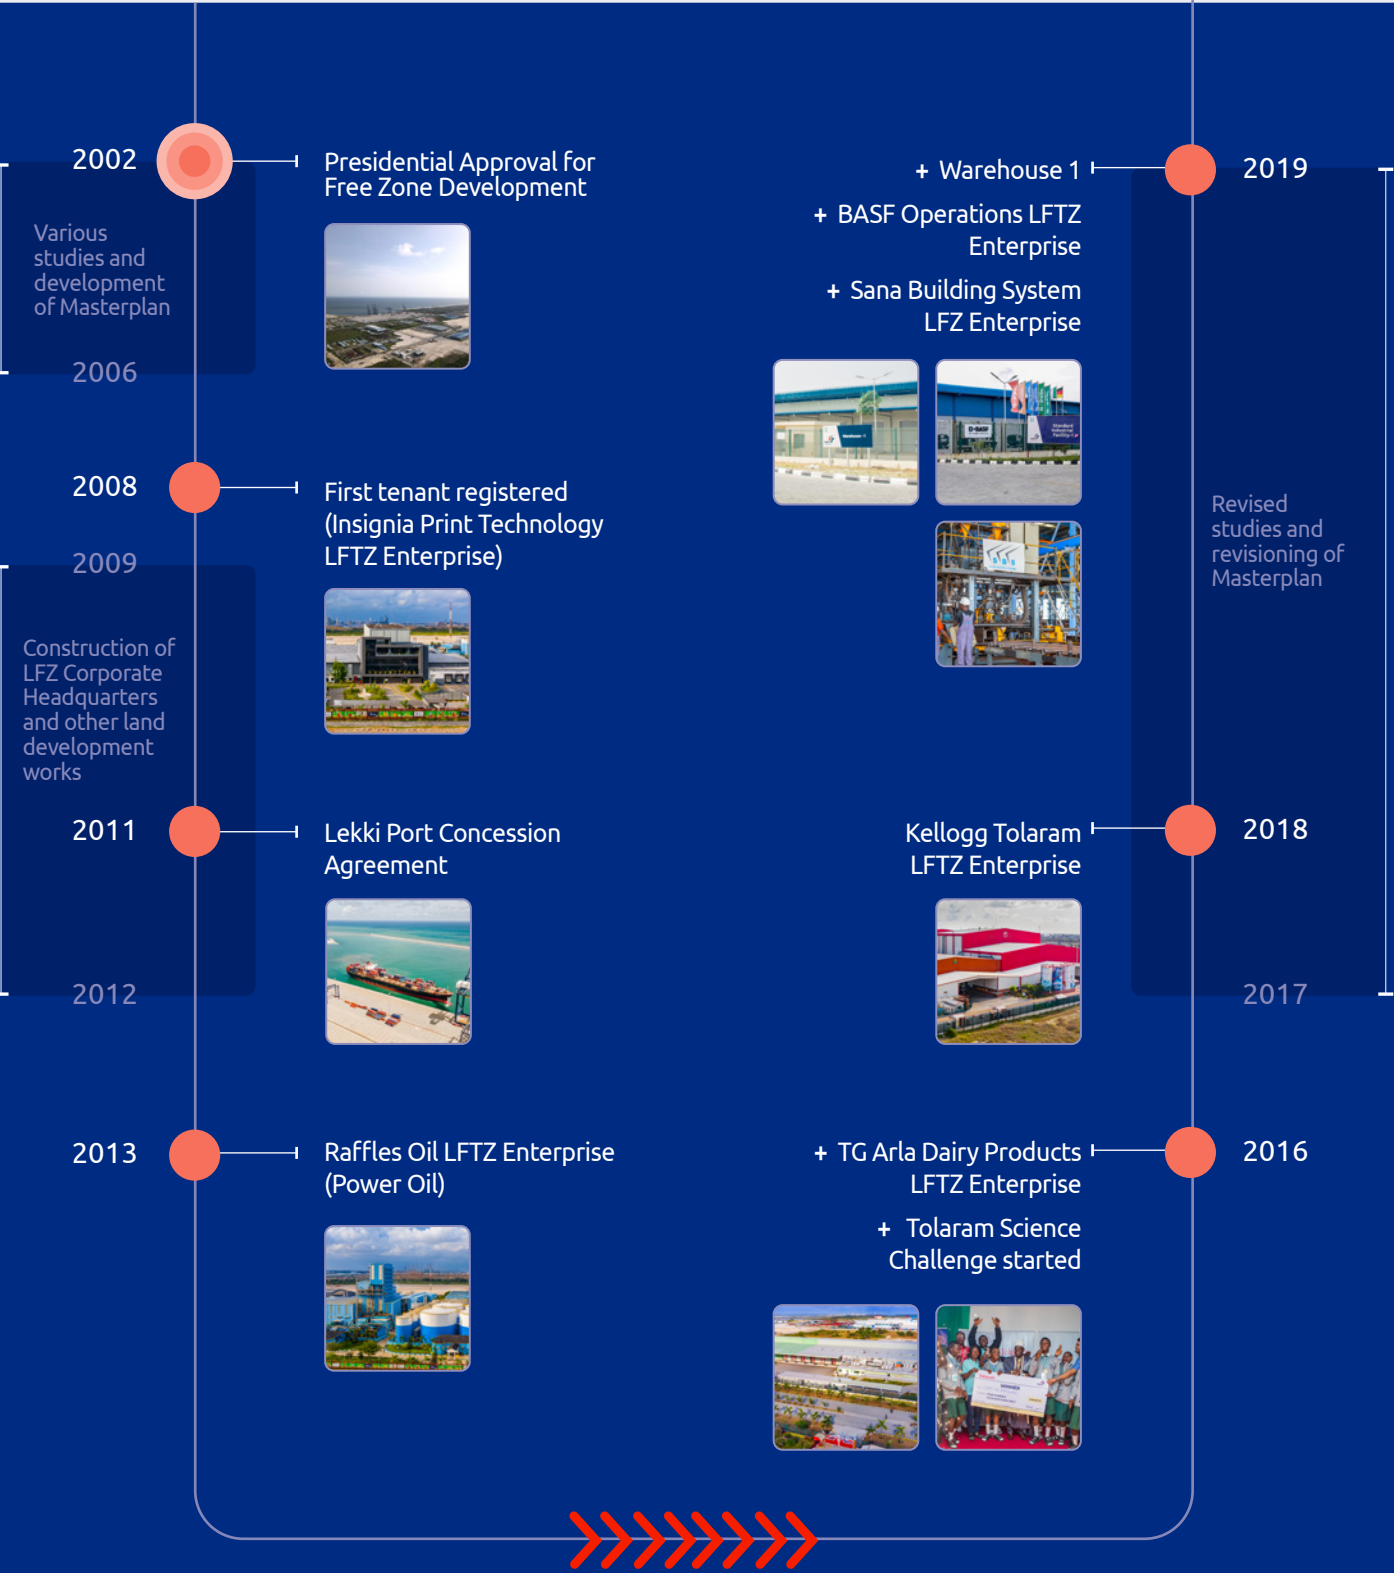 2002
Presidential Approval for
Free Zone Development
Various
studies and
development
of Masterplan
2006
2008
First tenant registered
(Insignia Print Technology
LFTZ Enterprise)
2009
Construction of
LFZ Corporate
Headquarters
and other land
development
works
2011
Lekki Port Concession
Agreement
2012
2013
Raffles Oil LFTZ Enterprise
(Power Oil)
+ Warehouse 1
2019
+ BASF Operations LFTZ
Enterprise
+ Sana Building System
LFZ Enterprise
D-BASF
Standard
Industrial
Revised
studies and
revisioning of
Masterplan
Kellogg Tolaram
LFTZ Enterprise
2018
2017
+ TG Arla Dairy Products
LFTZ Enterprise
2016
+ Tolaram Science
Challenge started
WINNER